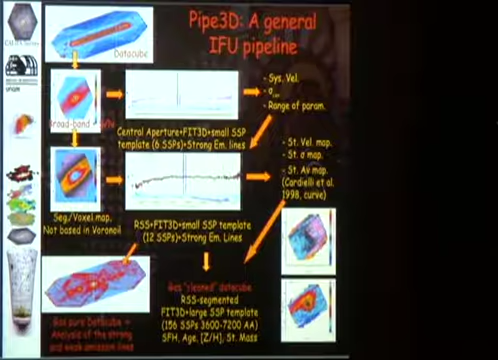 Pipe3D: A general
IFU pipeline
Datacube
UNAM
- Sys. Vel.
- Range of param.
Central Aperture+FIT3D+small SSP
template (6 SSPs)+Strong Em. lines
- St. Vel map.
- St. σ map.
- St. Av map.
(Cardielli et al.
1998, curve)
Seg/Voxel map.
Not based in Voronoi!
RSS+FIT3D+small SSP template
(12 SSPs)+Strong Em. Lines
Gas "cleaned" datacube
RSS-segmented
FIT3D+large SSP template
(156 SSPs 3600-7200 AA)
SFH, Age, [Z/H], St. Mass
Gas pure Datacube
Analysis of the strong
and weak emission lines